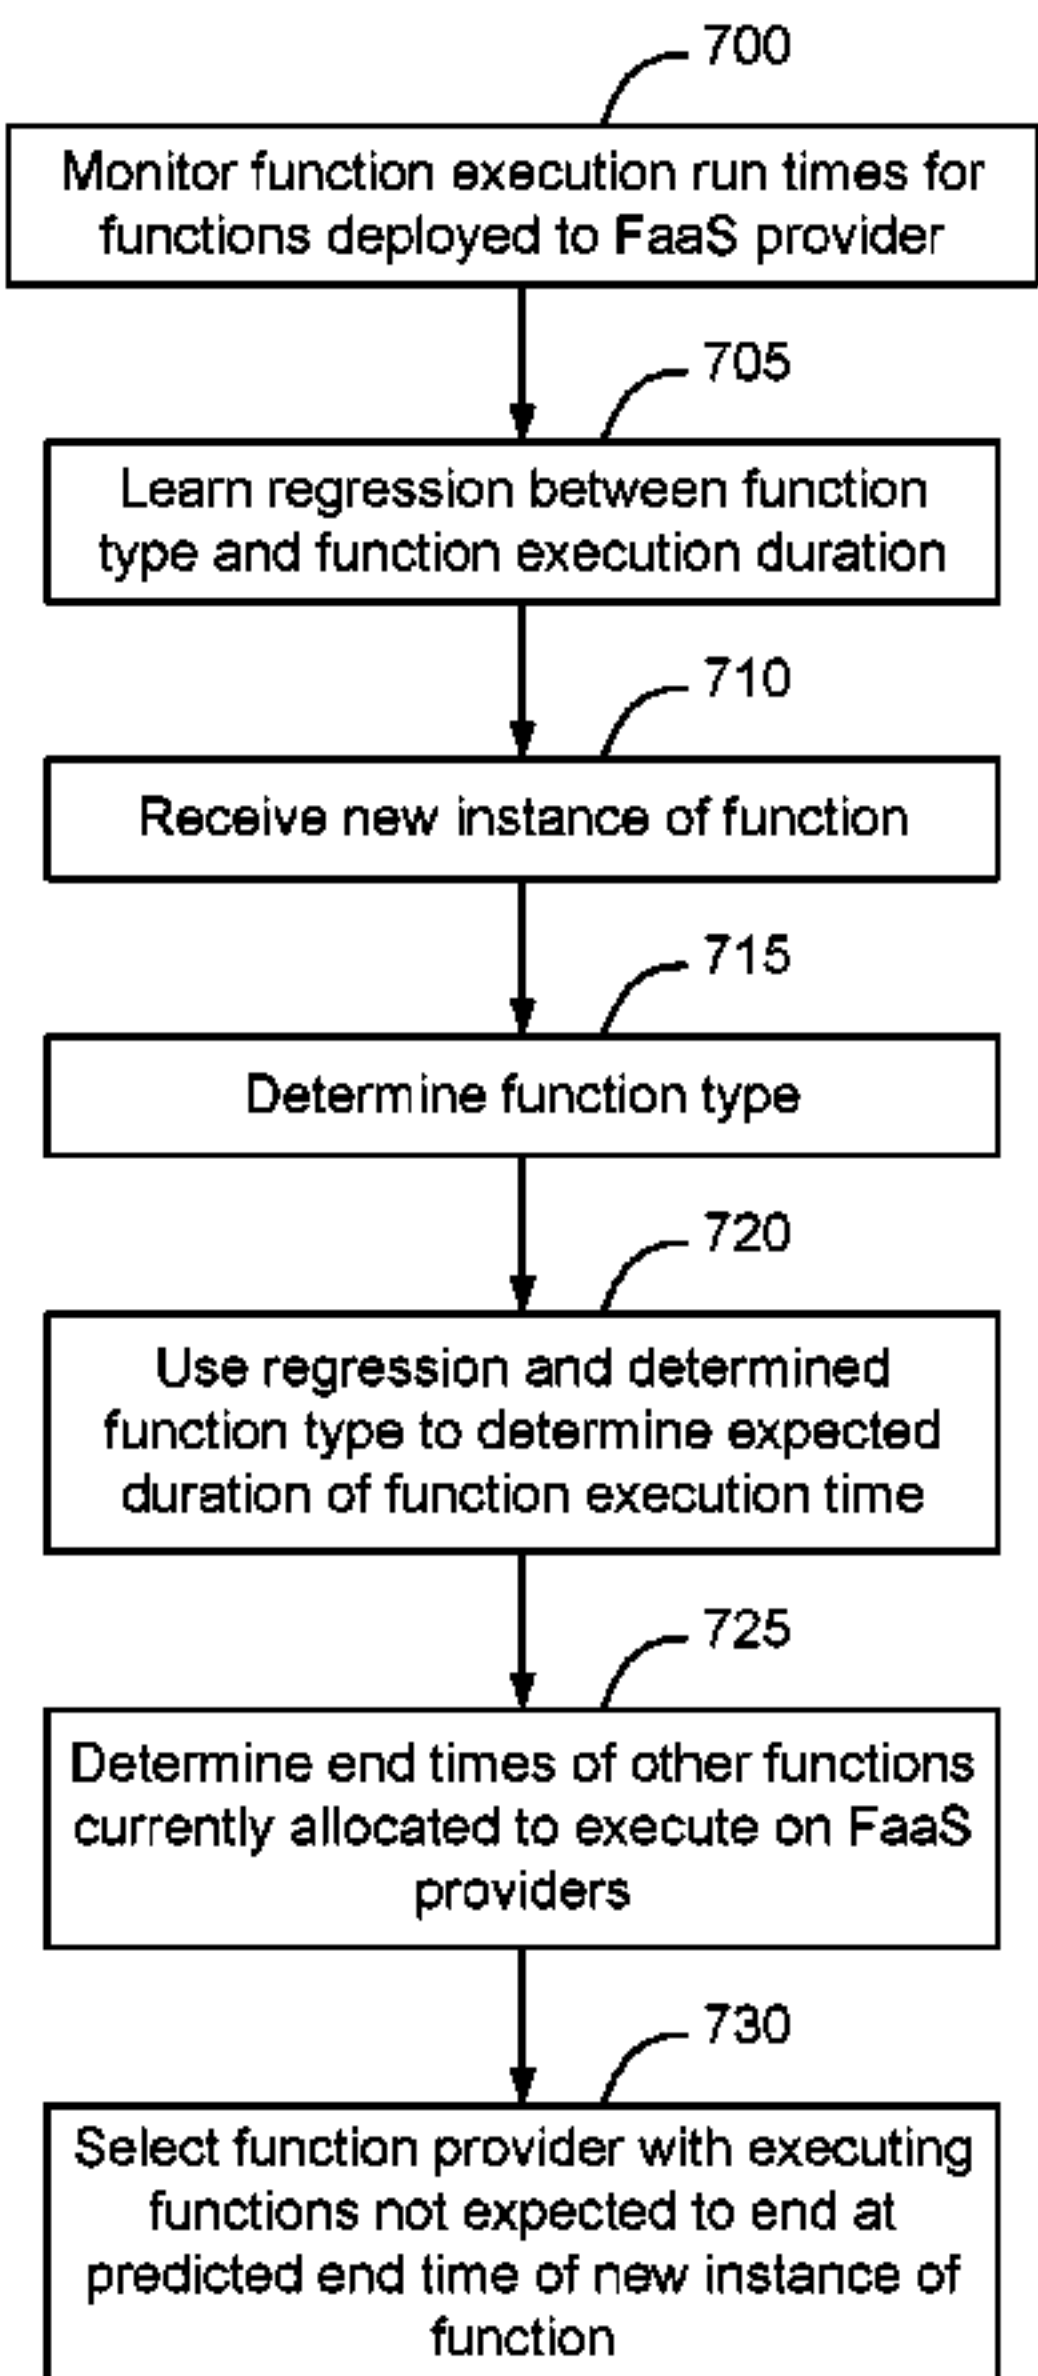 700
Monitor function execution run times for
functions deployed to FaaS provider
705
Learn regression between function
type and function execution duration
710
Receive new instance of function
715
Determine function type
720
Use regression and determined
function type to determine expected
duration of function execution time
725
Determine end times of other functions
currently allocated to execute on FaaS
providers
730
Select function provider with executing
functions not expected to end at
predicted end time of new instance of
function